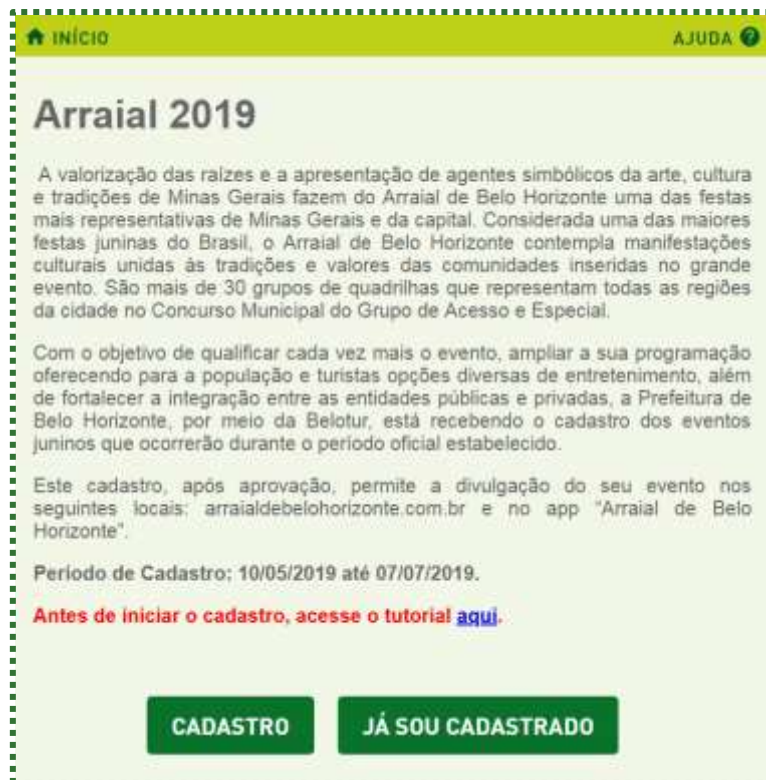 INÍCIO
AJUDA ?
Arraial 2019
A valorização das raízes e a apresentação de agentes simbólicos da arte, cultura
e tradições de Minas Gerais fazem do Arraial de Belo Horizonte uma das festas
mais representativas de Minas Gerais e da capital. Considerada uma das maiores
festas juninas do Brasil, o Arraial de Belo Horizonte contempla manifestações
culturais unidas às tradições e valores das comunidades inseridas no grande
evento. São mais de 30 grupos de quadrilhas que representam todas as regiões
da cidade no Concurso Municipal do Grupo de Acesso e Especial.
Com o objetivo de qualificar cada vez mais o evento, ampliar a sua programação
oferecendo para a população e turistas opções diversas de entretenimento, além
de fortalecer a integração entre as entidades públicas e privadas, a Prefeitura de
Belo Horizonte, por meio da Belotur, está recebendo o cadastro dos eventos
juninos que ocorrerão durante o período oficial estabelecido.
Este cadastro, após aprovação, permite a divulgação do seu evento nos
seguintes locais: arraialdebelohorizonte.com.br e no app “Arraial de Belo
Horizonte”.
Período de Cadastro: 10/05/2019 até 07/07/2019.
Antes de iniciar o cadastro, acesse o tutorial aqui.
CADASTRO
JÁ SOU CADASTRADO